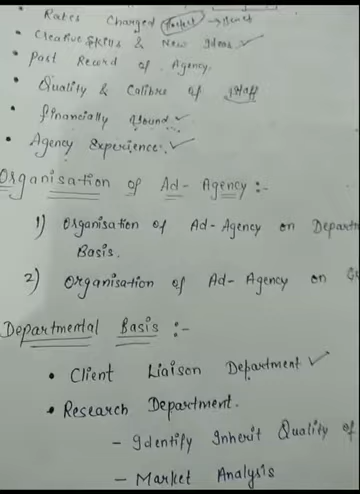 • Rates Charged
• Creative Skills & New Ideas ✓
• Past Record of Agency.
• Quality & Calibre of Staff
• Financially Sound ✓
• Agency Experience. ✓
Organisation of Ad-Agency :-
1) Organisation of Ad-Agency on Departm
Basis.
2) Organisation of Ad-Agency on
Departmental Basis :-
• Client Liaison Department ✓
• Research Department.
- Identify Inherit Quality of
- Market Analysis